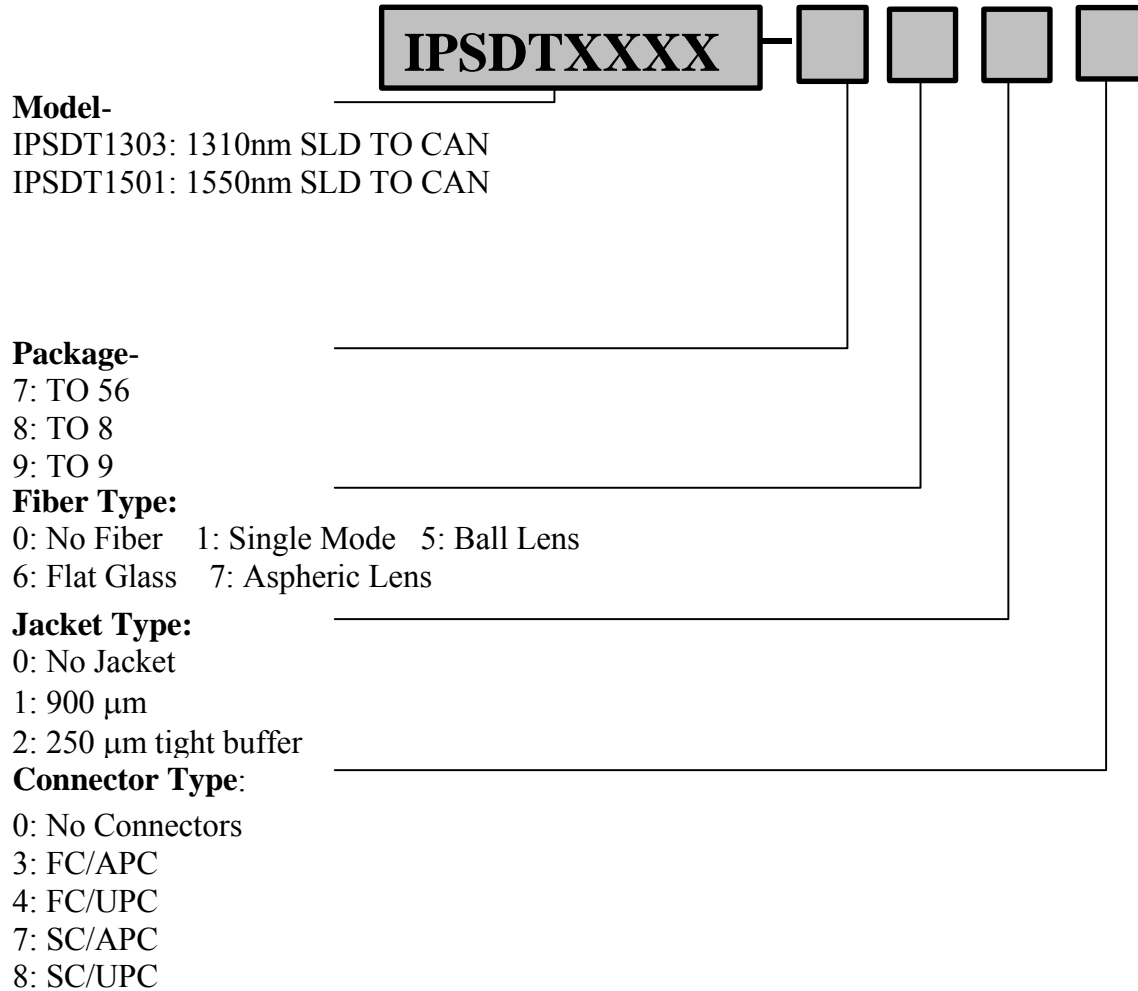 IPSDTXXXX
Model-
IPSDT1303: 1310nm SLD TO CAN
IPSDT1501: 1550nm SLD TO CAN
Package-
7: TO 56
8: TO 8
9: TO 9
Fiber Type:
0: No Fiber 1: Single Mode 5: Ball Lens
6: Flat Glass 7: Aspheric Lens
Jacket Type:
0: No Jacket
1: 900 μm
2: 250 μm tight buffer
Connector Type:
0: No Connectors
3: FC/APC
4: FC/UPC
7: SC/APC
8: SC/UPC